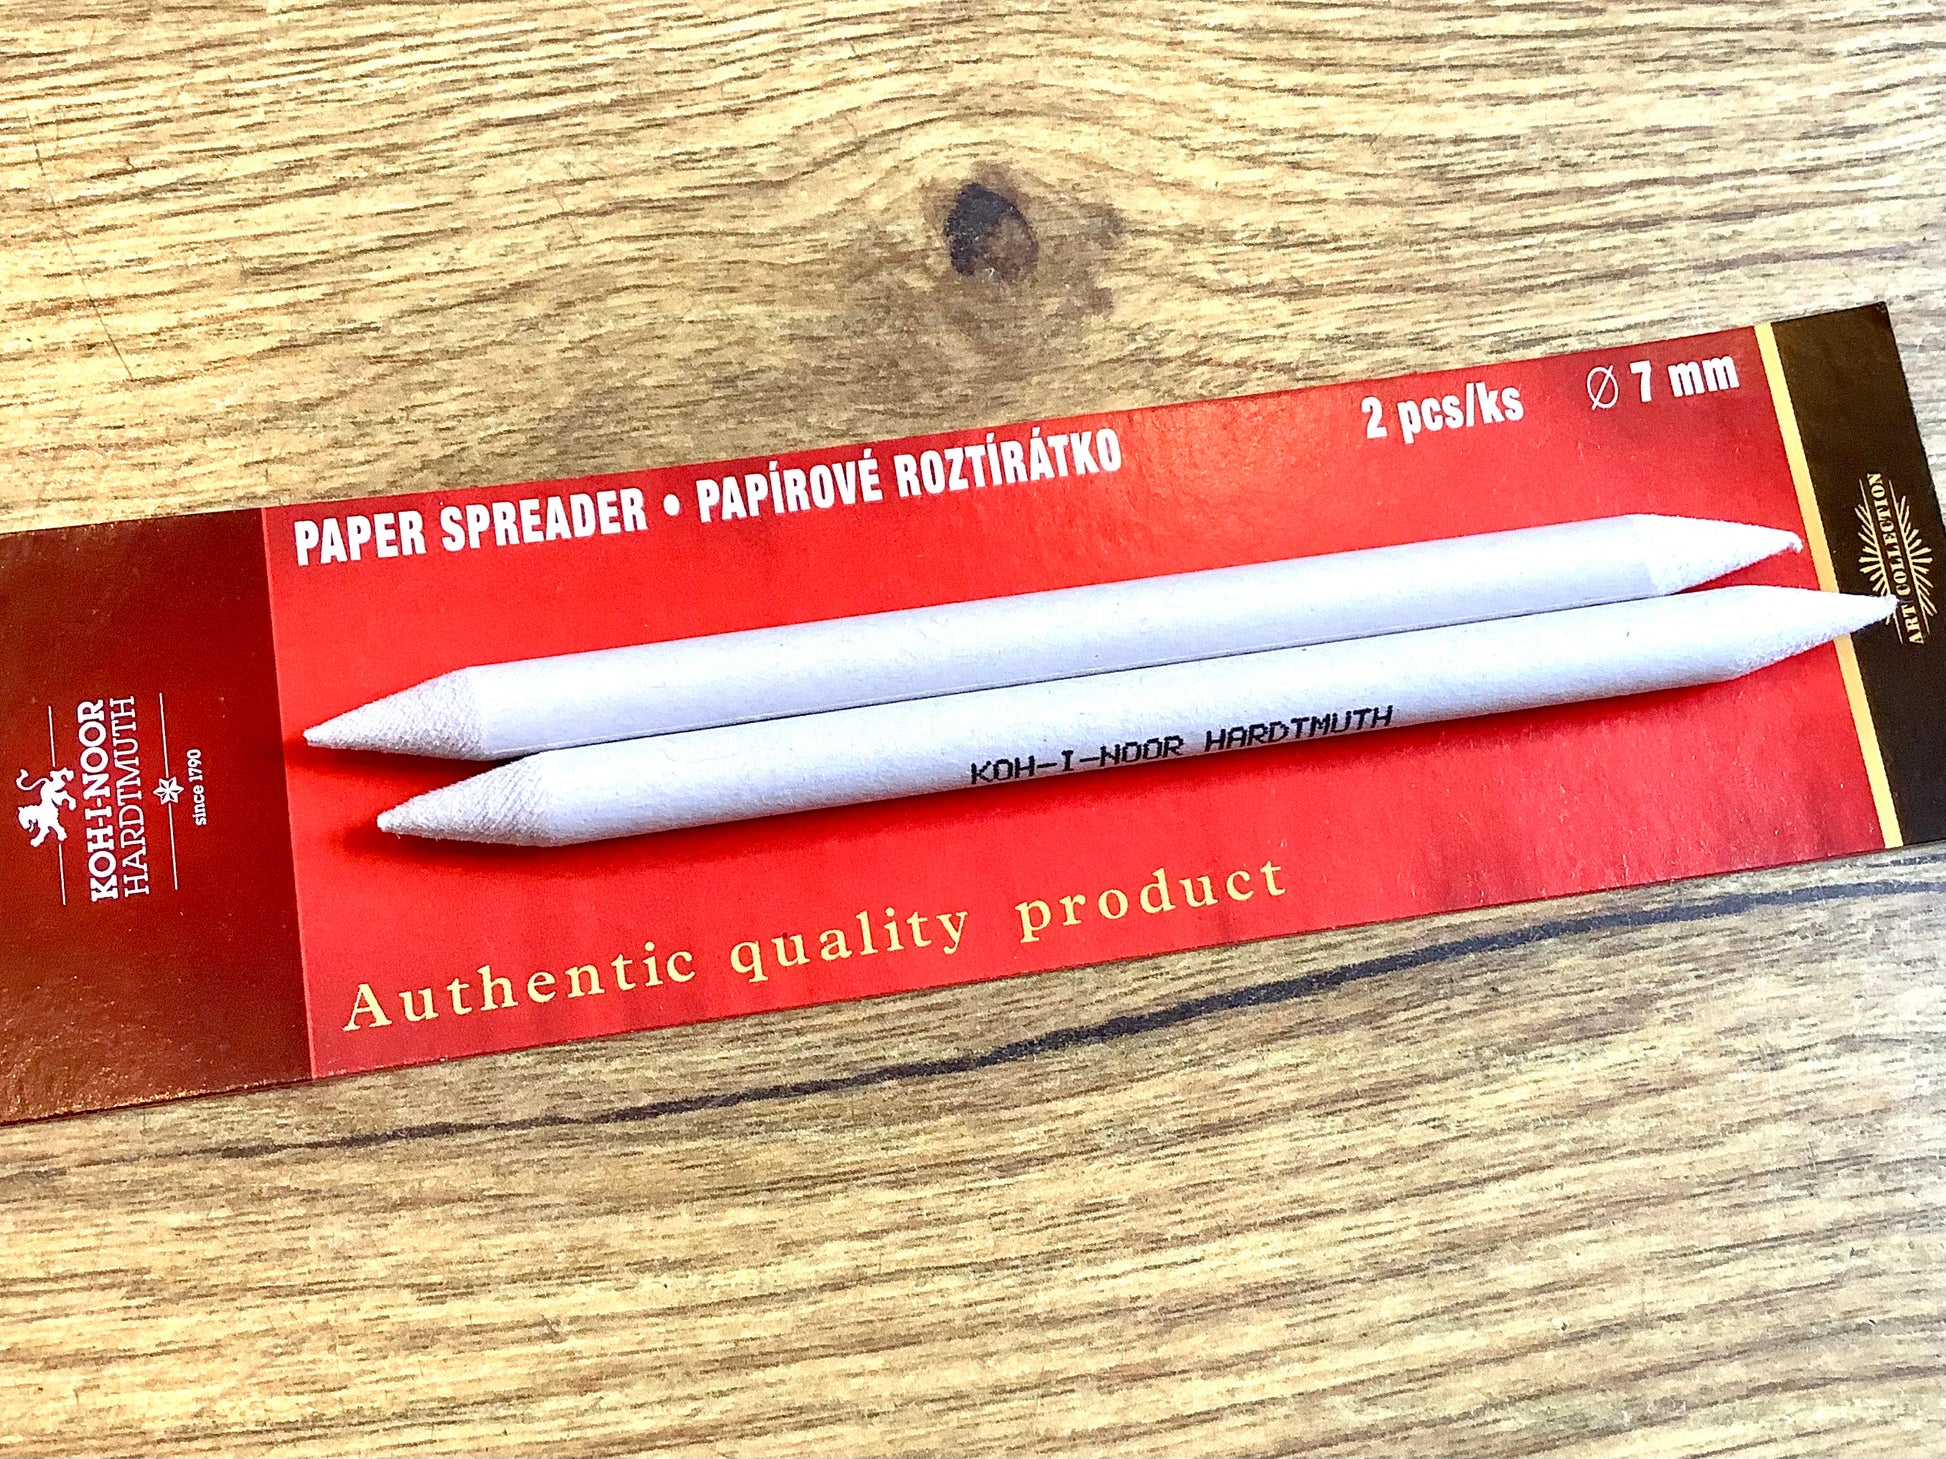 PAPER SPREADER • PAPÍROVÉ ROZTÍRÁTKO
2 pcs/ks
Ø 7 mm
KOH-I-NOOR
HARDTMUTH
since 1790
KOH-I-NOOR HARDTMUTH
Authentic quality product
ART COLLECTION